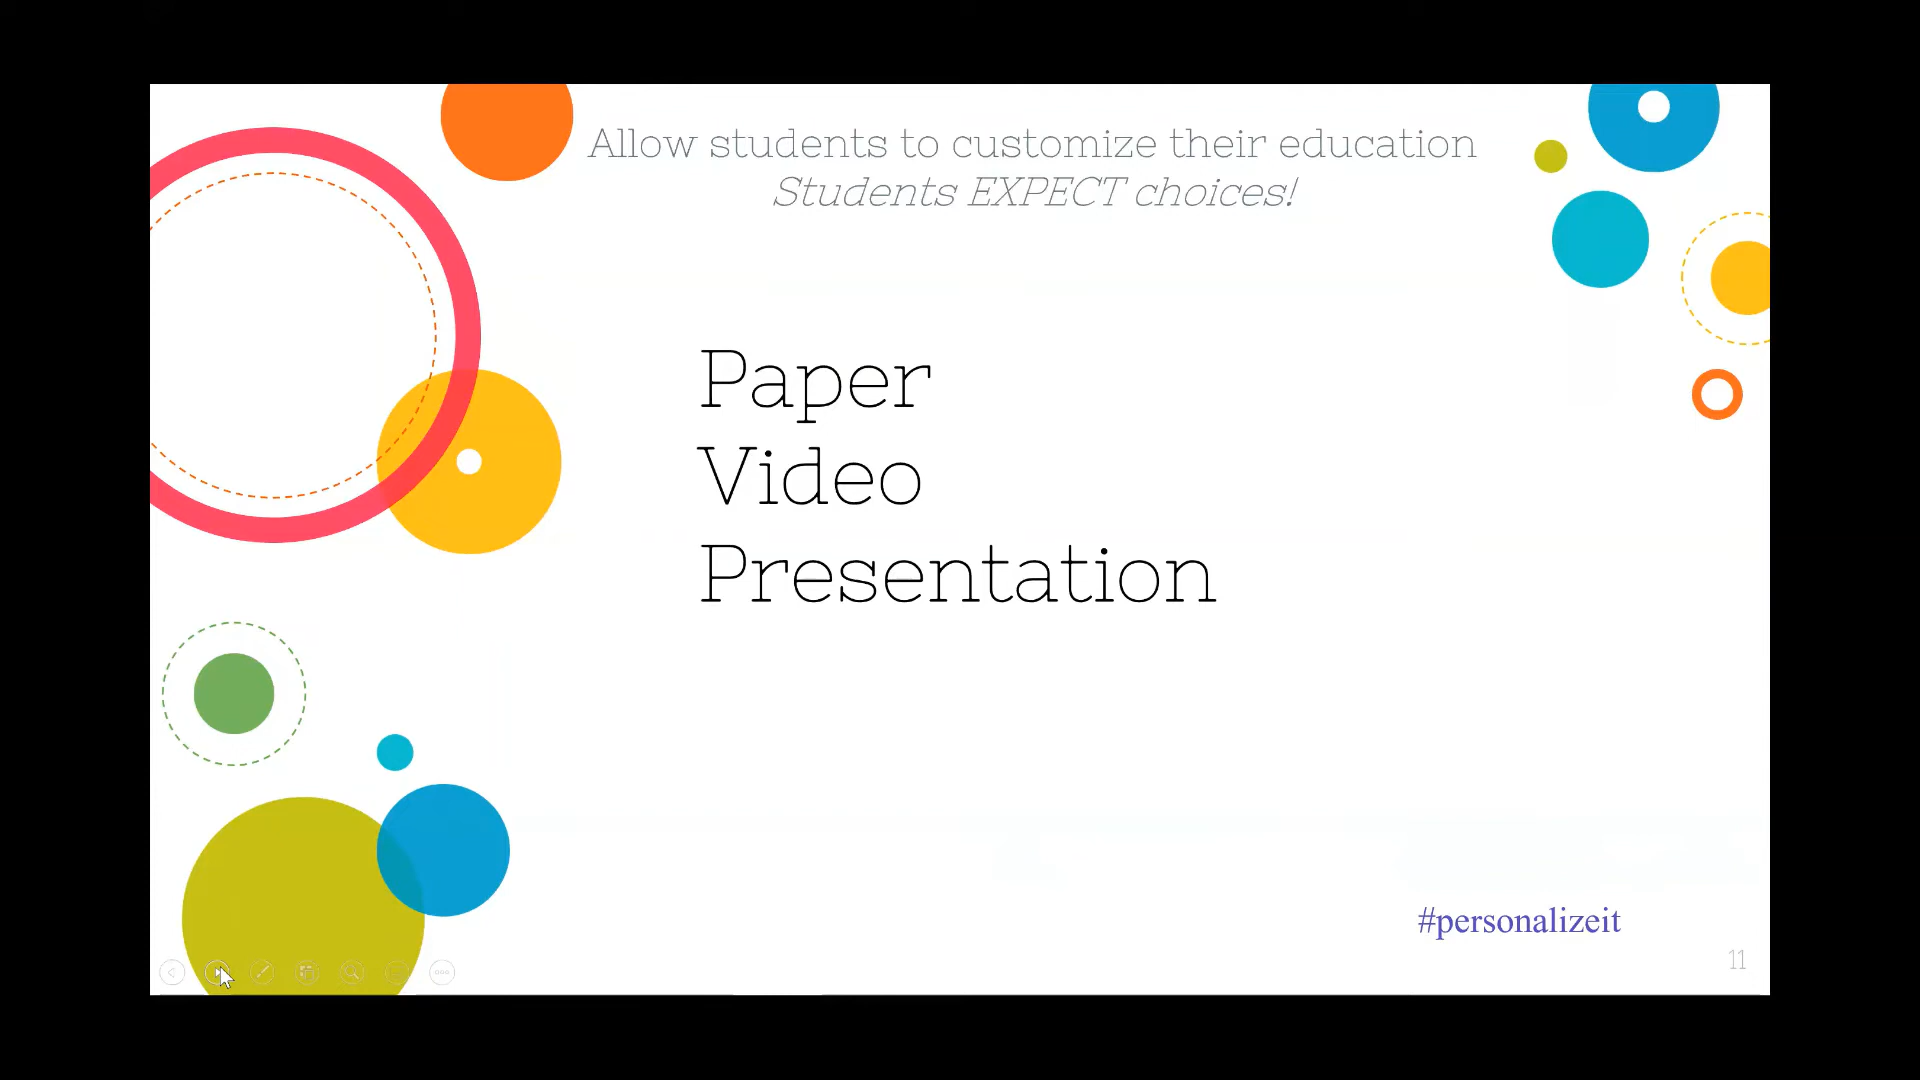 Allow students to customize their education
Students EXPECT choices!
Paper
Video
Presentation
#personalizeit
11